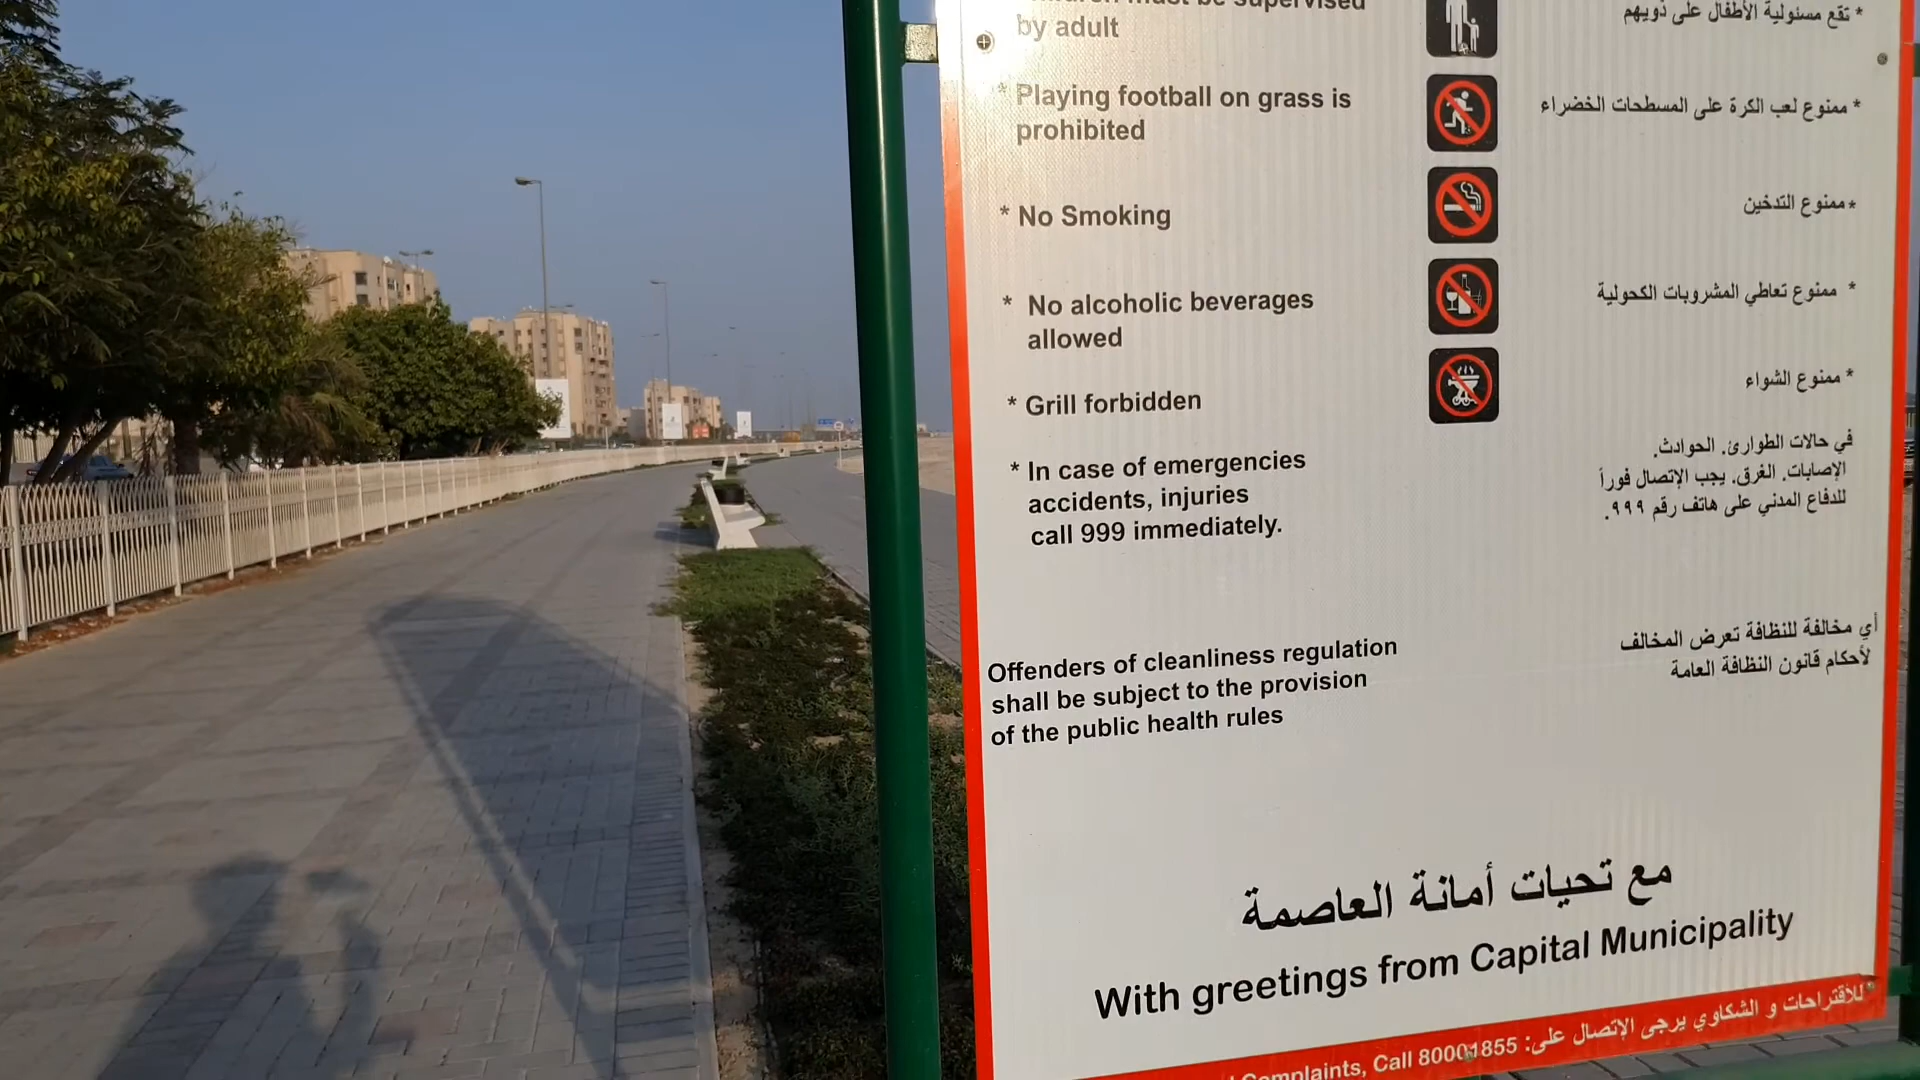 must be supervised
by adult
* تقع مسئولية الأطفال على ذويهم
* Playing football on grass is
prohibited
* ممنوع لعب الكرة على المسطحات الخضراء
* No Smoking
* ممنوع التدخين
* No alcoholic beverages
allowed
* ممنوع تعاطي المشروبات الكحولية
* Grill forbidden
* ممنوع الشواء
* In case of emergencies
accidents, injuries
call 999 immediately.
في حالات الطوارئ. الحوادث.
الإصابات. الغرق. يجب الإتصال فوراً
للدفاع المدني على هاتف رقم ٩٩٩.
Offenders of cleanliness regulation
shall be subject to the provision
of the public health rules
أي مخالفة للنظافة تعرض المخالف
لأحكام قانون النظافة العامة
مع تحيات أمانة العاصمة
With greetings from Capital Municipality
للأقتراحات و الشكاوي يرجى الإتصال على:
Complaints, Call 80001855